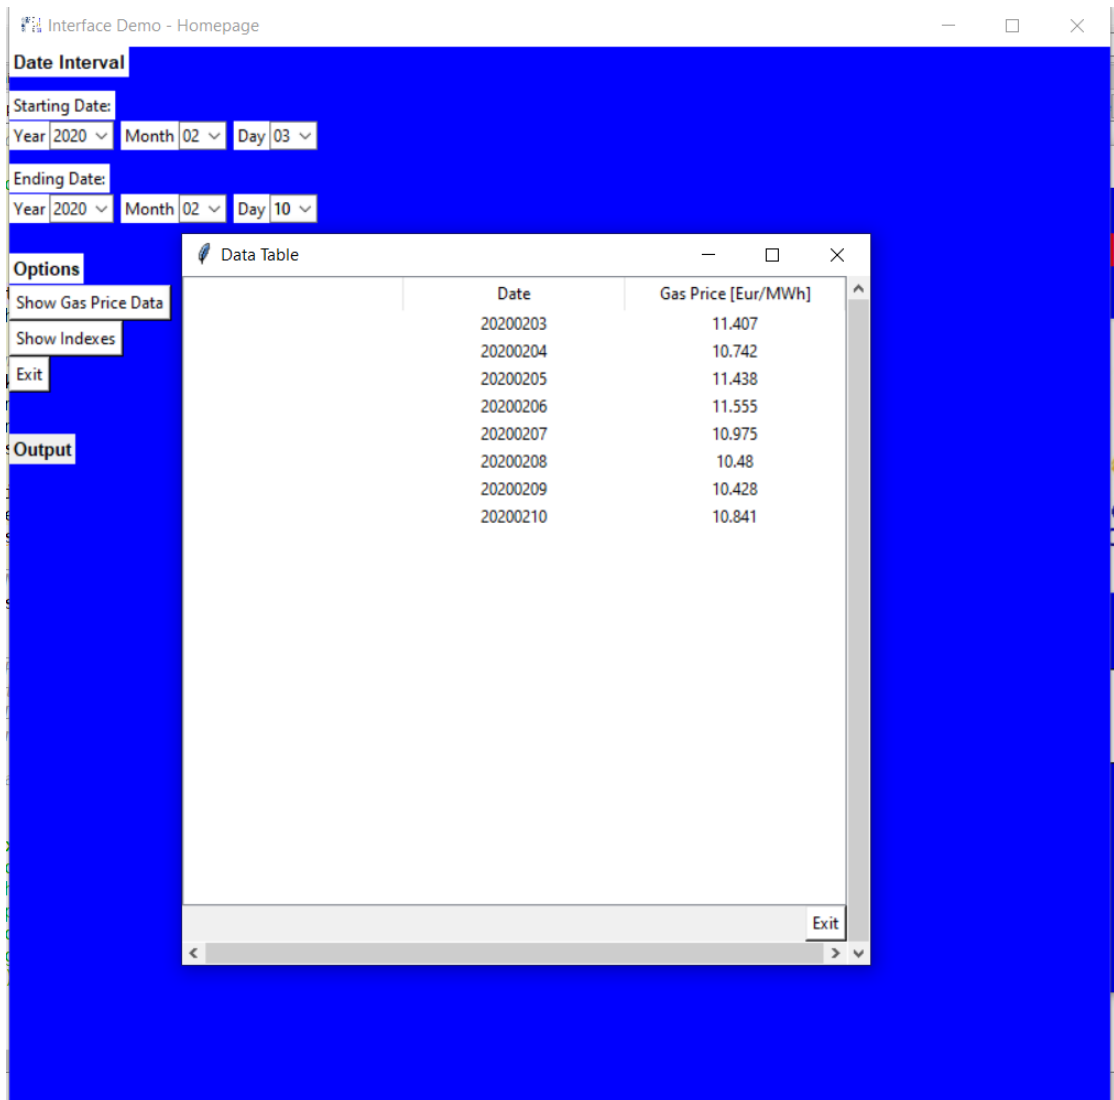 Interface Demo - Homepage
Date Interval
Starting Date:
Year 2020 Month 02 Day 03
Ending Date:
Year 2020 Month 02 Day 10
Options
Show Gas Price Data
Show Indexes
Exit
Output
Data Table
Date Gas Price [Eur/MWh]
20200203 11.407
20200204 10.742
20200205 11.438
20200206 11.555
20200207 10.975
20200208 10.48
20200209 10.428
20200210 10.841
Exit